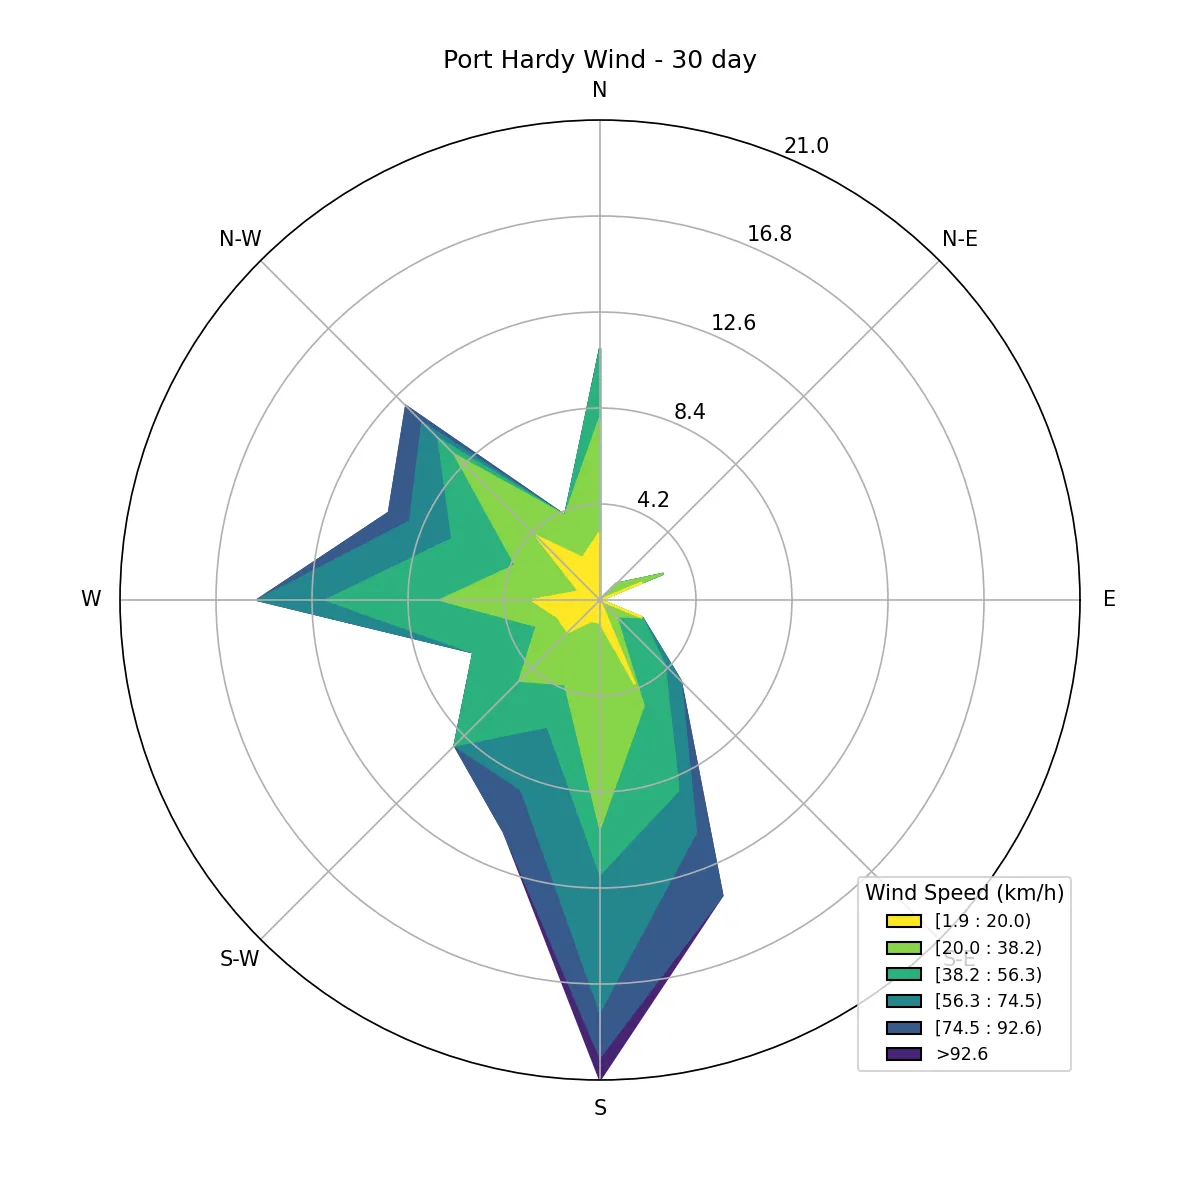 Port Hardy Wind - 30 day
N
21.0
16.8
N-W
N-E
12.6
8.4
4.2
W
E
Wind Speed (km/h)
[1.9 : 20.0)
[20.0 : 38.2)
[38.2 : 56.3)
[56.3 : 74.5)
[74.5 : 92.6)
>92.6
S-W
S-E
S